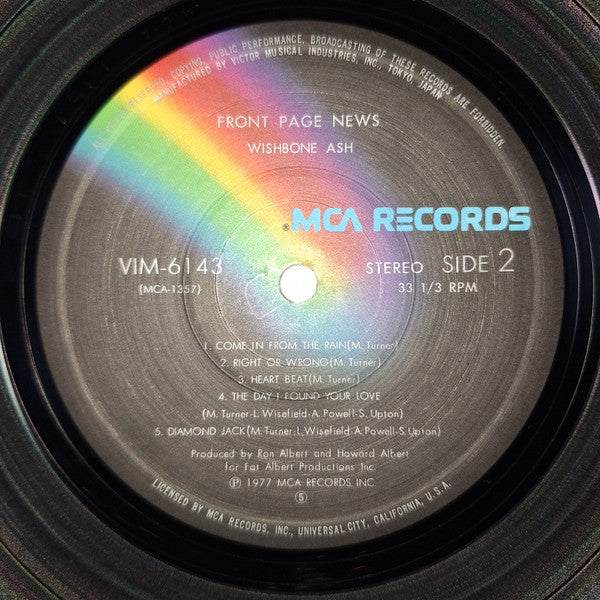 ALL RIGHTS RESERVED. COPYING, PUBLIC PERFORMANCE, BROADCASTING OF THESE RECORDS ARE FORBIDDEN.
MANUFACTURED BY VICTOR MUSICAL INDUSTRIES, INC. TOKYO JAPAN
FRONT PAGE NEWS
WISHBONE ASH
®MCA RECORDS
VIM-6143 STEREO SIDE 2
(MCA-1357) 33 1/3 RPM
1. COME IN FROM THE RAIN(M. Turner)
2. RIGHT OR WRONG(M. Turner)
3. HEART BEAT(M. Turner)
4. THE DAY I FOUND YOUR LOVE
(M. Turner-L. Wisefield-A. Powell-S. Upton)
5. DIAMOND JACK(M. Turner-L. Wisefield-A. Powell-S. Upton)
Produced by Ron Albert and Howard Albert
for Fat Albert Productions Inc.
Ⓟ 1977 MCA RECORDS, INC.
⑤
LICENSED BY MCA RECORDS, INC., UNIVERSAL CITY, CALIFORNIA, U.S.A.